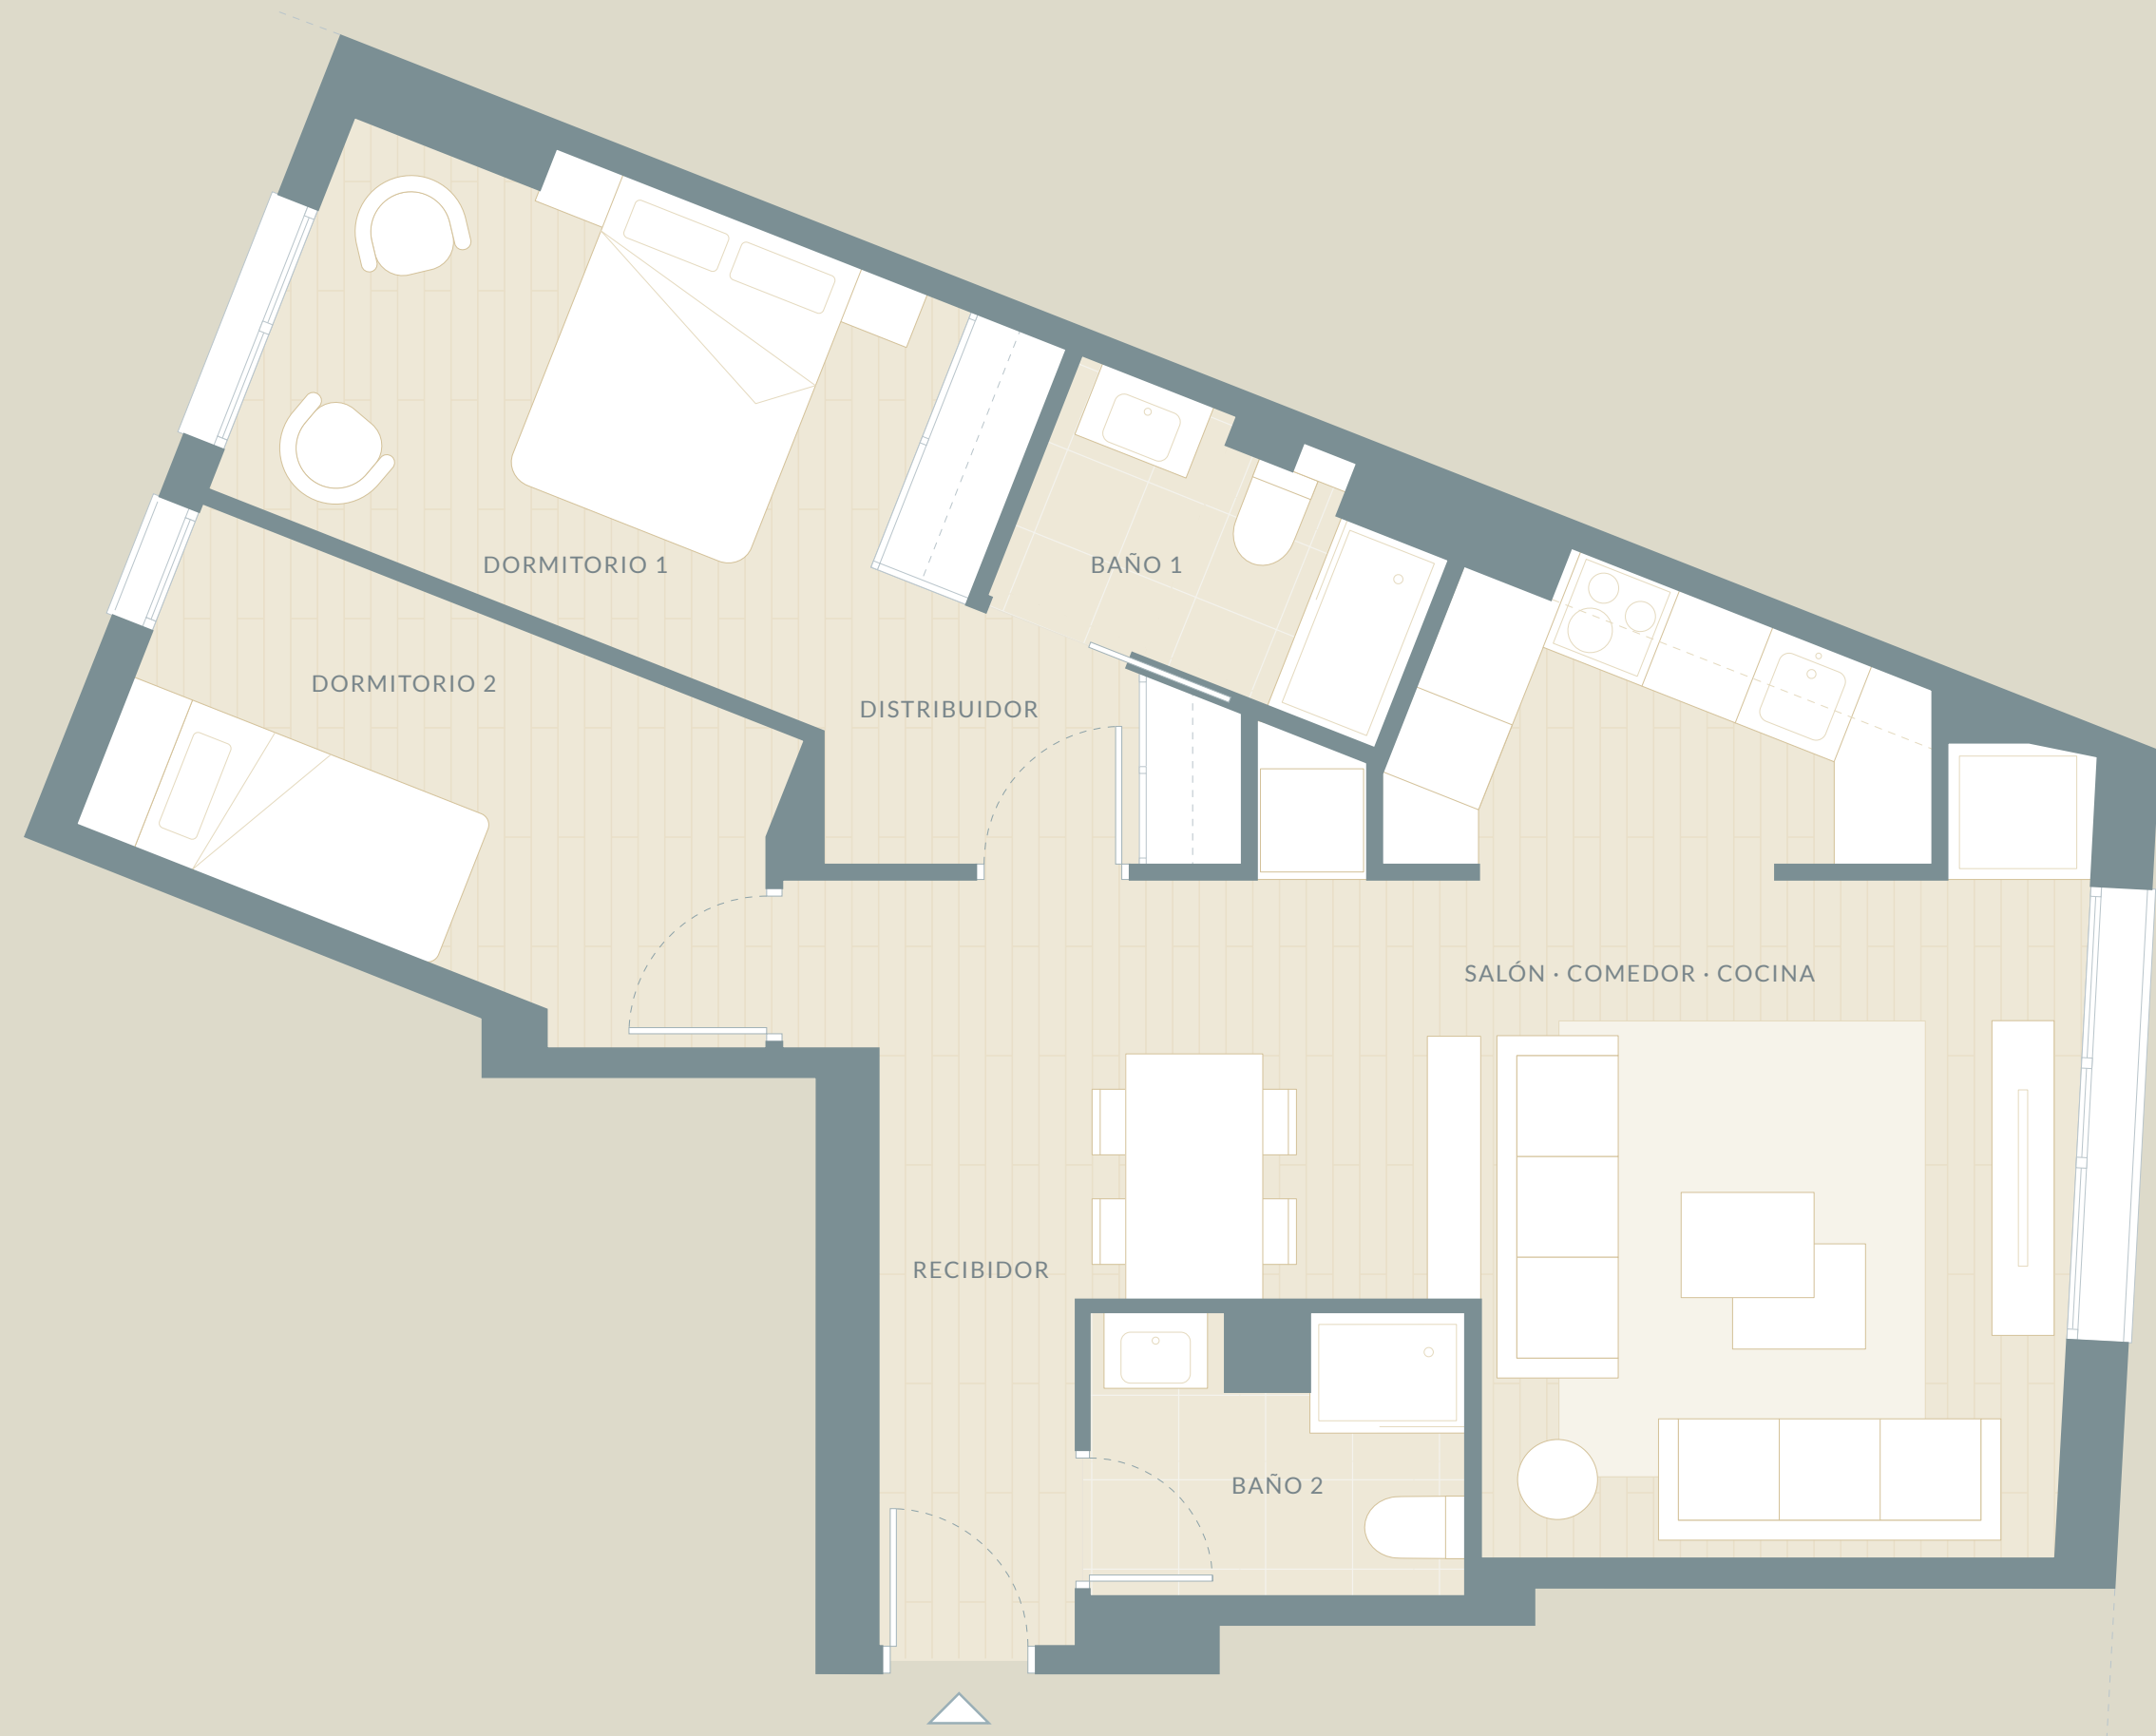 DORMITORIO 1
BAÑO 1
DORMITORIO 2
DISTRIBUIDOR
SALÓN · COMEDOR · COCINA
RECIBIDOR
BAÑO 2